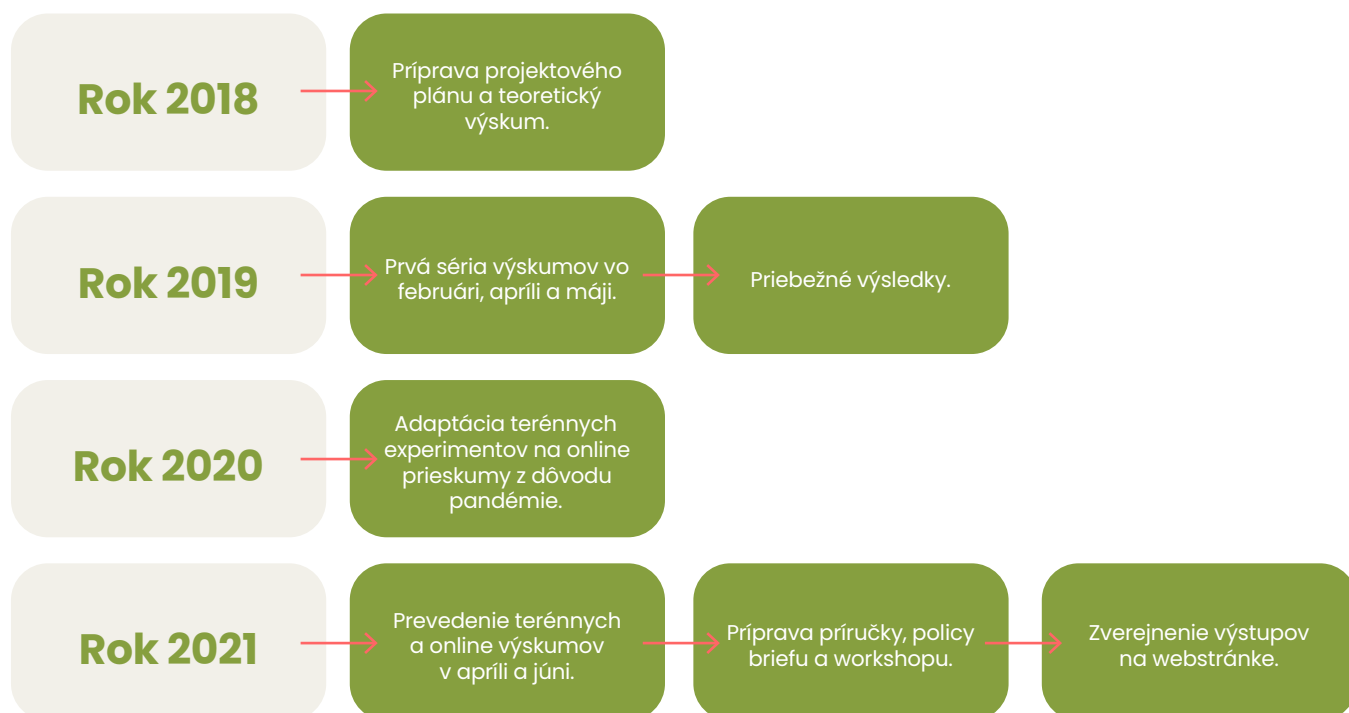 Rok 2018
Príprava projektového
plánu a teoretický
výskum.
Rok 2019
Prvá séria výskumov vo
februári, apríli a máji.
Priebežné výsledky.
Rok 2020
Adaptácia terénnych
experimentov na online
prieskumy z dôvodu
pandémie.
Rok 2021
Prevedenie terénnych
a online výskumov
v apríli a júni.
Príprava príručky, policy
briefu a workshopu.
Zverejnenie výstupov
na webstránke.